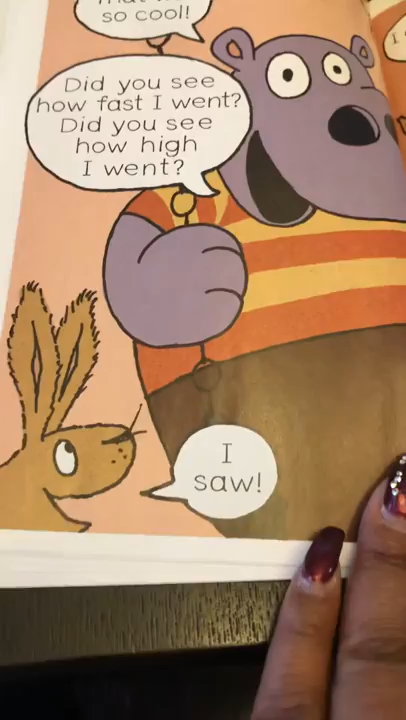 so cool!
Did you see
how fast I went?
Did you see
how high
I went?
I
saw!